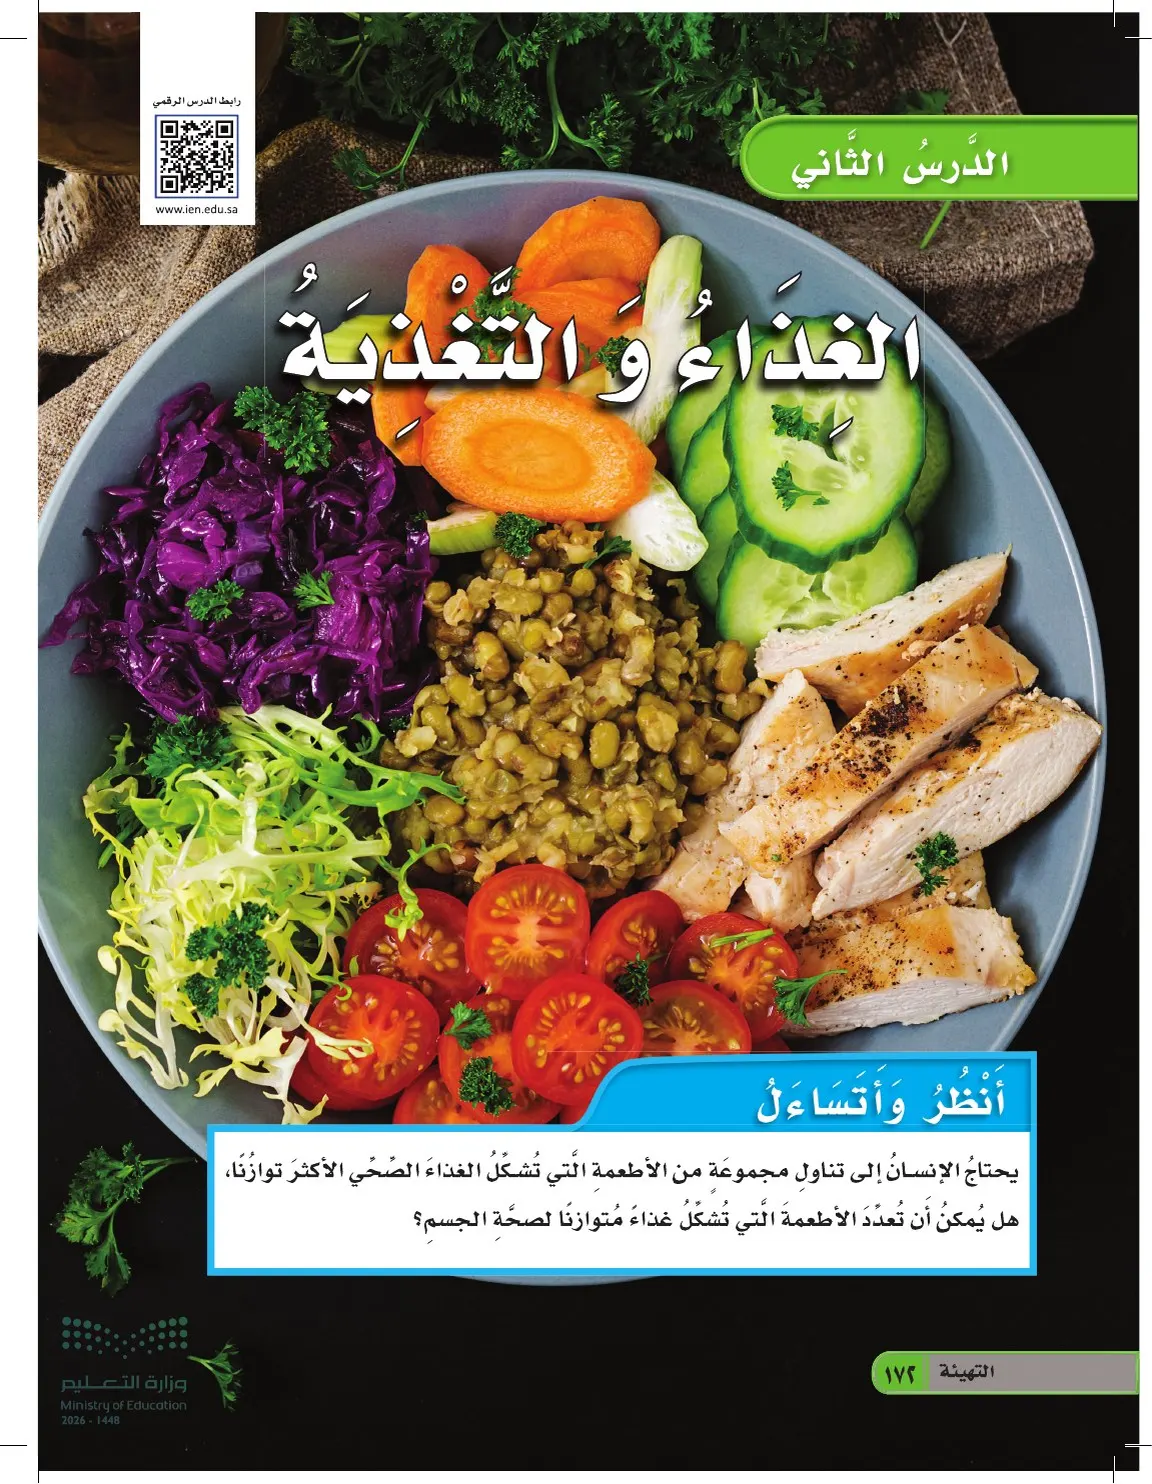 رابط الدرس الرقمي
www.ien.edu.sa
الدَّرسُ الثَّاني
الغِذَاءُ وَ التَّغْذِيَةُ
أَنْظُرُ وَأَتَسَاءَلُ
يحتاجُ الإنسانُ إلى تناولِ مجموعَةٍ من الأطعمةِ الَّتي تُشكِّلُ الغذاءَ الصِّحِّي الأكثرَ توازُنًا،
هل يُمكنُ أَن تُعدِّدَ الأطعمةَ الَّتي تُشكِّلُ غذاءً مُتوازنًا لصحَّةِ الجسمِ؟
التهيئة
١٧٢
وزارة التعليم
Ministry of Education
2026 - 1448